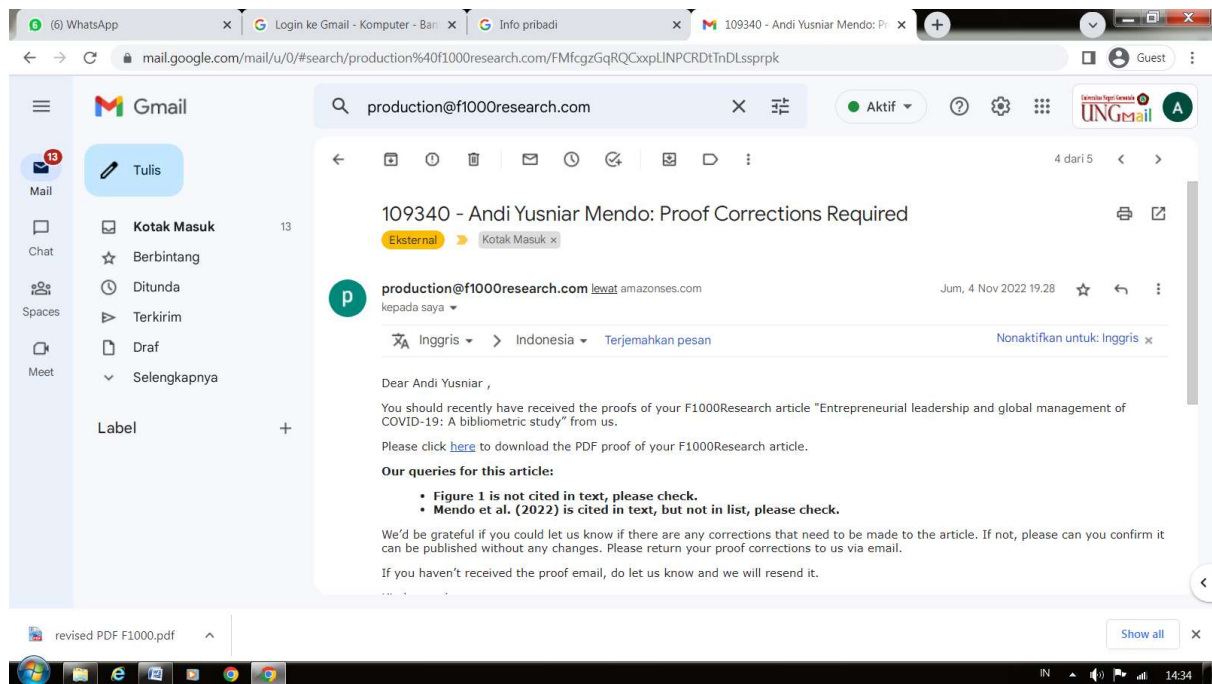 (6) WhatsApp
Login ke Gmail - Komputer - Ban
Info pribadi
109340 - Andi Yusniar Mendo: Pr
mail.google.com/mail/u/0/#search/production%40f1000research.com/FMfcgzGqRQCxxpLlNPCRDtTnDLssprpk
Guest
Gmail
production@f1000research.com
Aktif
Universitas Negeri Gorontalo
UNGMail
A
13
Mail
Chat
Spaces
Meet
Tulis
Kotak Masuk 13
Berbintang
Ditunda
Terkirim
Draf
Selengkapnya
Label
4 dari 5
109340 - Andi Yusniar Mendo: Proof Corrections Required
Eksternal Kotak Masuk ×
p
production@f1000research.com lewat amazonses.com Jum, 4 Nov 2022 19.28
kepada saya
Inggris > Indonesia Terjemahkan pesan Nonaktifkan untuk: Inggris ×
Dear Andi Yusniar ,
You should recently have received the proofs of your F1000Research article "Entrepreneurial leadership and global management of
COVID-19: A bibliometric study” from us.
Please click here to download the PDF proof of your F1000Research article.
Our queries for this article:
• Figure 1 is not cited in text, please check.
• Mendo et al. (2022) is cited in text, but not in list, please check.
We’d be grateful if you could let us know if there are any corrections that need to be made to the article. If not, please can you confirm it
can be published without any changes. Please return your proof corrections to us via email.
If you haven’t received the proof email, do let us know and we will resend it.
revised PDF F1000.pdf
Show all
IN
14:34